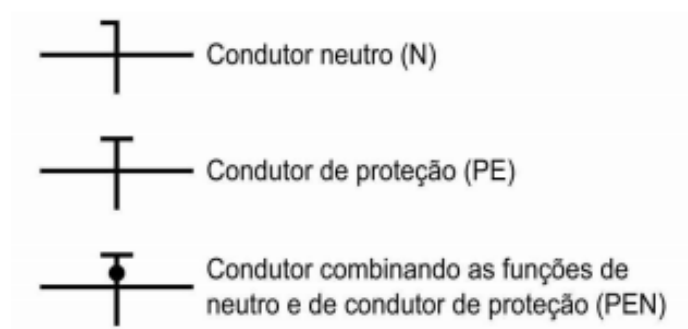 Condutor neutro (N)
Condutor de proteção (PE)
Condutor combinando as funções de
neutro e de condutor de proteção (PEN)